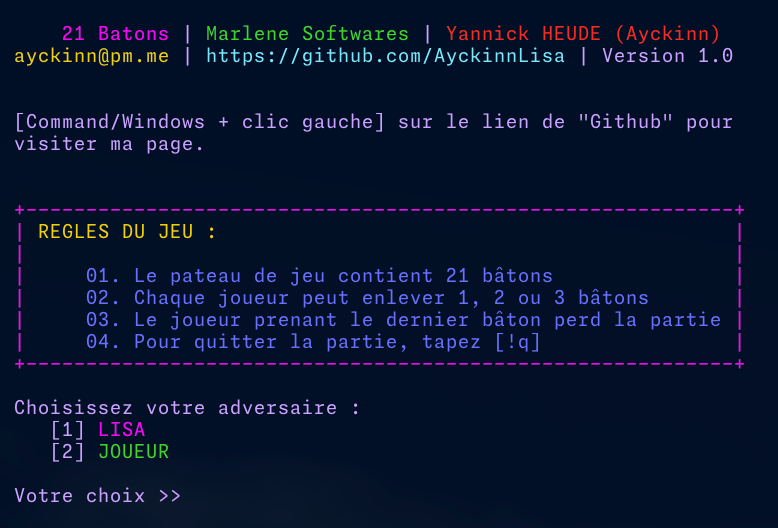 21 Batons | Marlene Softwares | Yannick HEUDE (Ayckinn)
ayckinn@pm.me | https://github.com/AyckinnLisa | Version 1.0
[Command/Windows + clic gauche] sur le lien de "Github" pour
visiter ma page.
REGLES DU JEU :
01. Le pateau de jeu contient 21 bâtons
02. Chaque joueur peut enlever 1, 2 ou 3 bâtons
03. Le joueur prenant le dernier bâton perd la partie
04. Pour quitter la partie, tapez [!q]
Choisissez votre adversaire :
[1] LISA
[2] JOUEUR
Votre choix >>